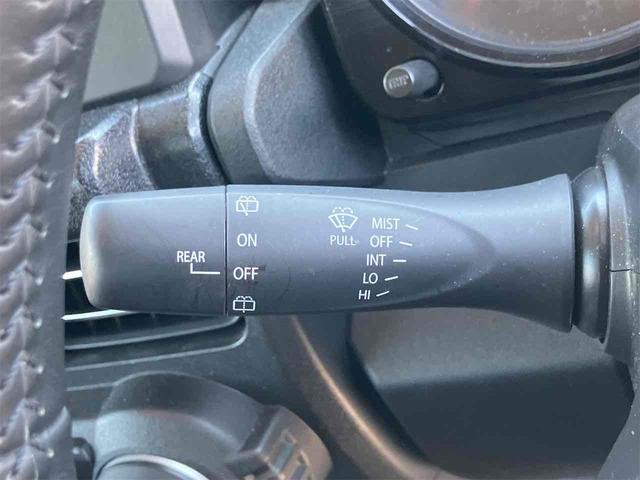 ON
REAR
OFF
PULL
MIST
OFF
INT
LO
HI